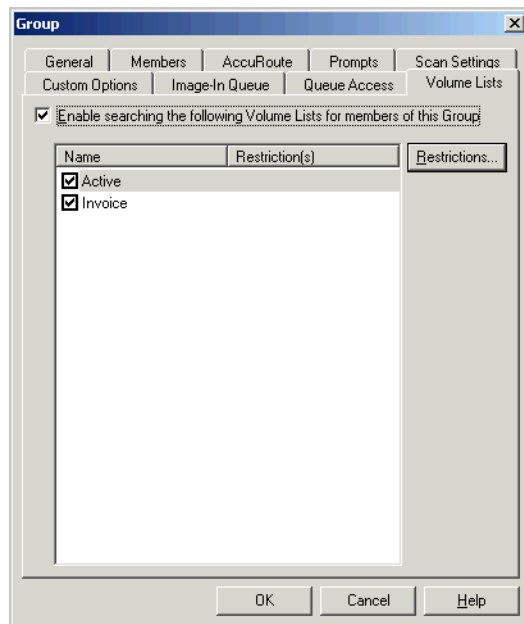 Group
General Members AccuRoute Prompts Scan Settings
Custom Options Image-In Queue Queue Access Volume Lists
Enable searching the following Volume Lists for members of this Group
Name Restriction(s) Restrictions...
Active
Invoice
OK Cancel Help